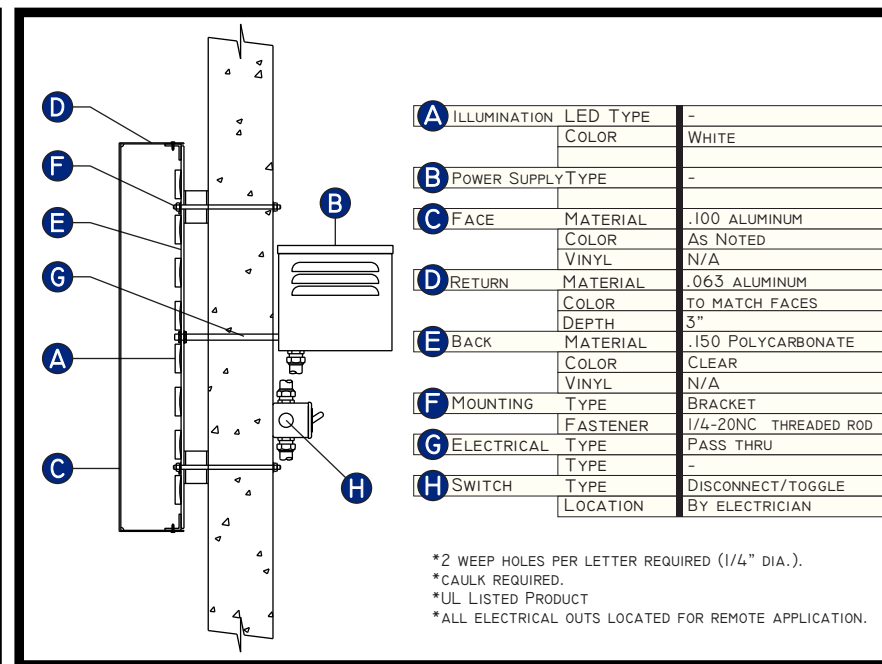 D
F
E
G
A
C
B
H
A ILLUMINATION LED TYPE -
COLOR WHITE
B POWER SUPPLY TYPE -
C FACE MATERIAL .100 ALUMINUM
COLOR AS NOTED
VINYL N/A
D RETURN MATERIAL .063 ALUMINUM
COLOR TO MATCH FACES
DEPTH 3"
E BACK MATERIAL .150 POLYCARBONATE
COLOR CLEAR
VINYL N/A
F MOUNTING TYPE BRACKET
FASTENER 1/4-20NC THREADED ROD
G ELECTRICAL TYPE PASS THRU
TYPE -
H SWITCH TYPE DISCONNECT/TOGGLE
LOCATION BY ELECTRICIAN
*2 WEEP HOLES PER LETTER REQUIRED (1/4" DIA.).
*CAULK REQUIRED.
*UL LISTED PRODUCT
*ALL ELECTRICAL OUTS LOCATED FOR REMOTE APPLICATION.